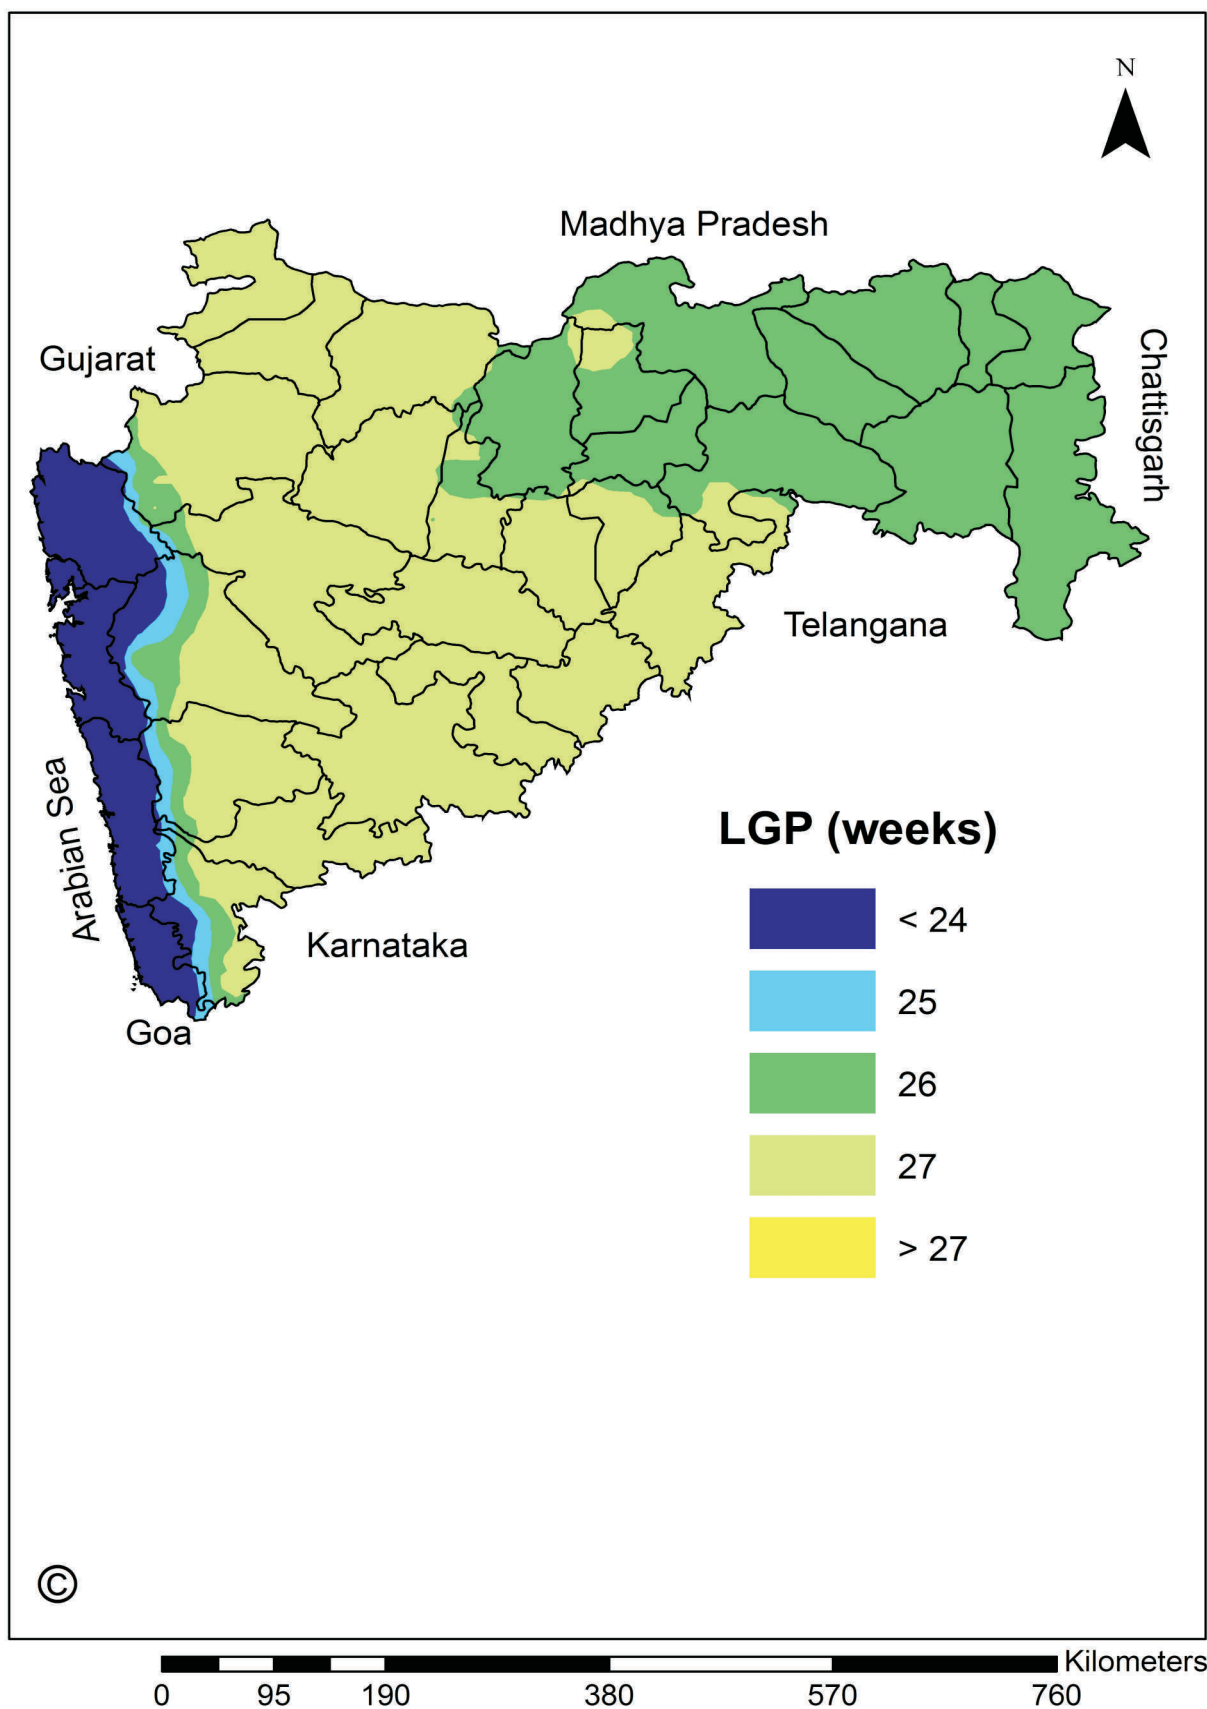 N
Madhya Pradesh
Gujarat
Chattisgarh
Telangana
Arabian Sea
Karnataka
Goa
LGP (weeks)
< 24
25
26
27
> 27
©
Kilometers
0 95 190 380 570 760